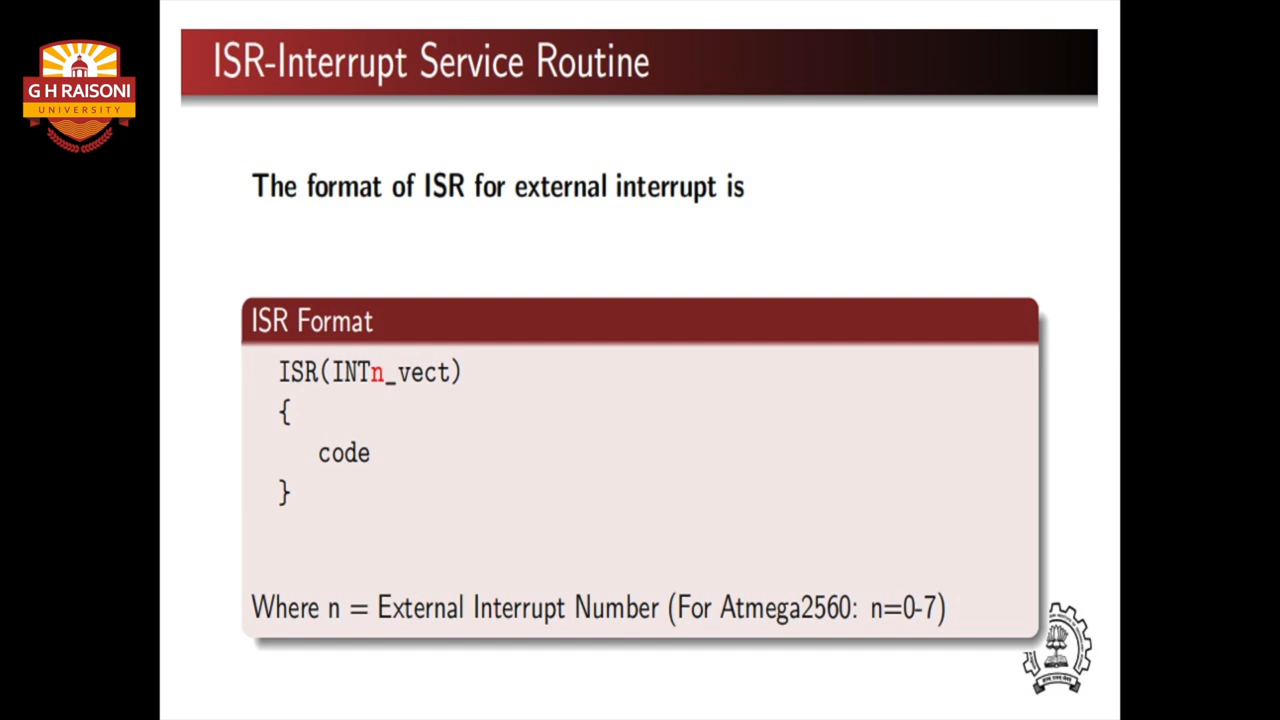 G H RAISONI
UNIVERSITY
ISR-Interrupt Service Routine
The format of ISR for external interrupt is
ISR Format
ISR(INTn_vect)
{
code
}
Where n = External Interrupt Number (For Atmega2560: n=0-7)